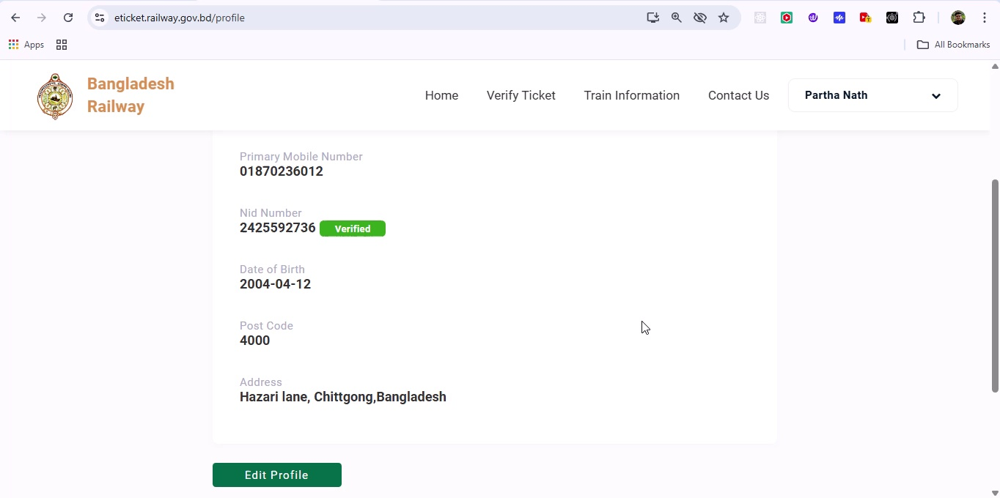 eticket.railway.gov.bd/profile
Apps
All Bookmarks
Bangladesh
Railway
Home
Verify Ticket
Train Information
Contact Us
Partha Nath
Primary Mobile Number
01870236012
Nid Number
2425592736 Verified
Date of Birth
2004-04-12
Post Code
4000
Address
Hazari lane, Chittgong,Bangladesh
Edit Profile